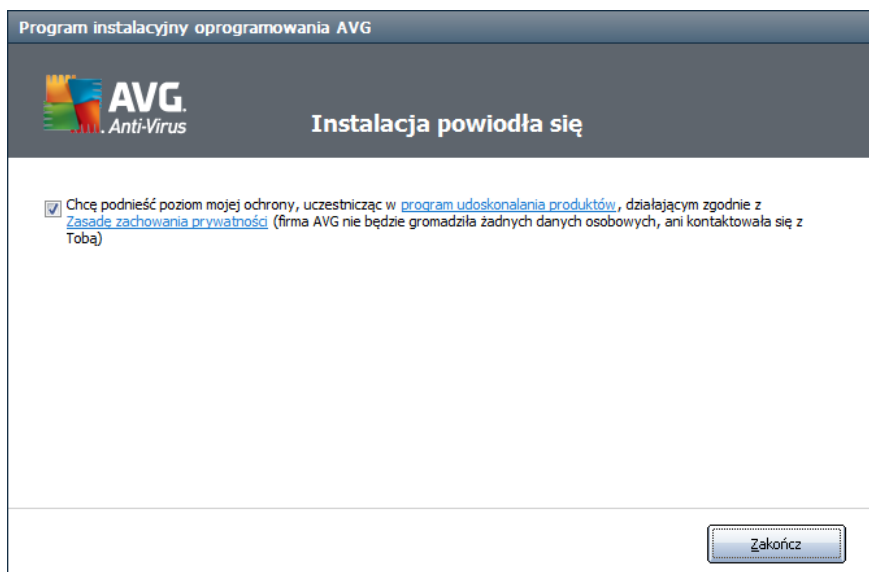 Program instalacyjny oprogramowania AVG
AVG.
Anti-Virus
Instalacja powiodła się
Chcę podnieść poziom mojej ochrony, uczestnicząc w program udoskonalania produktów, działającym zgodnie z
Zasadę zachowania prywatności (firma AVG nie będzie gromadziła żadnych danych osobowych, ani kontaktowała się z
Tobą)
Zakończ